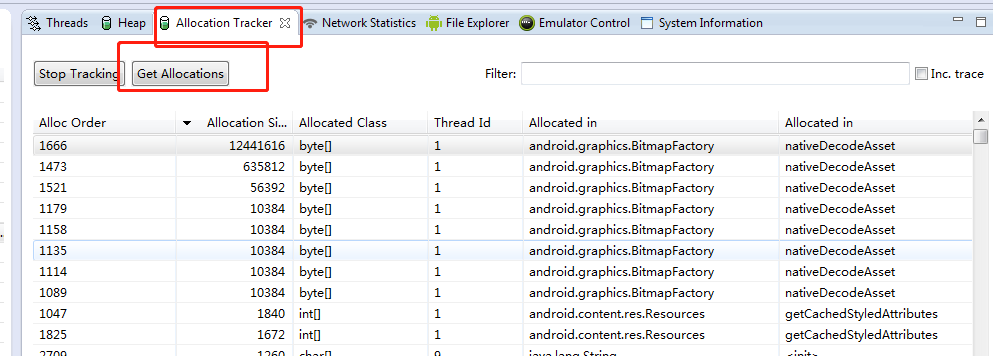 Threads Heap Allocation Tracker Network Statistics File Explorer Emulator Control System Information
Stop Tracking Get Allocations Filter: Inc. trace
Alloc Order Allocation Si... Allocated Class Thread Id Allocated in Allocated in
1666 12441616 byte[] 1 android.graphics.BitmapFactory nativeDecodeAsset
1473 635812 byte[] 1 android.graphics.BitmapFactory nativeDecodeAsset
1521 56392 byte[] 1 android.graphics.BitmapFactory nativeDecodeAsset
1179 10384 byte[] 1 android.graphics.BitmapFactory nativeDecodeAsset
1158 10384 byte[] 1 android.graphics.BitmapFactory nativeDecodeAsset
1135 10384 byte[] 1 android.graphics.BitmapFactory nativeDecodeAsset
1114 10384 byte[] 1 android.graphics.BitmapFactory nativeDecodeAsset
1089 10384 byte[] 1 android.graphics.BitmapFactory nativeDecodeAsset
1047 1840 int[] 1 android.content.res.Resources getCachedStyledAttributes
1825 1672 int[] 1 android.content.res.Resources getCachedStyledAttributes
2709 1260 char[] 9 java.lang.String <init>